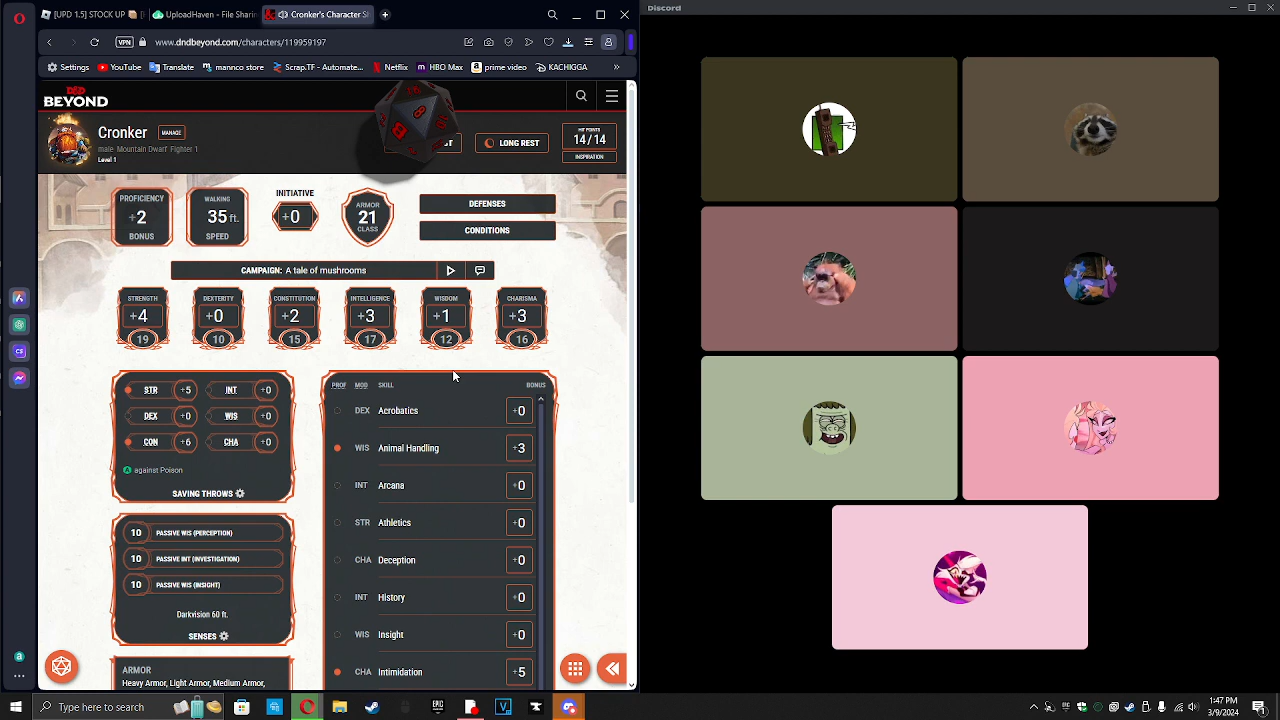 Discord
[UPD 1.5] STOCK UP
UploadHaven - File Sharin
Cronker's Character Sh
VPN
www.dndbeyond.com/characters/119959197
Settings YouTube Translate mannco store Scrap.TF - Automate... Netflix HBO Max prime video KACHIGGA »
D&D
BEYOND
Cronker MANAGE
male Mountain Dwarf Fighter 1
Level 1
LONG REST
HIT POINTS
14/14
INSPIRATION
PROFICIENCY
+2
BONUS
WALKING
35 ft.
SPEED
INITIATIVE
+0
ARMOR
21
CLASS
DEFENSES
CONDITIONS
CAMPAIGN: A tale of mushrooms
STRENGTH DEXTERITY CONSTITUTION INTELLIGENCE WISDOM CHARISMA
+4 +0 +2 +3 +1 +3
19 10 15 17 12 16
STR +5 INT +0
DEX +0 WIS +0
CON +6 CHA +0
A against Poison
SAVING THROWS
10 PASSIVE WIS (PERCEPTION)
10 PASSIVE INT (INVESTIGATION)
10 PASSIVE WIS (INSIGHT)
Darkvision 60 ft.
SENSES
ARMOR
Heavy Armor, Light Armor, Medium Armor,
PROF MOD SKILL BONUS
DEX Acrobatics +0
WIS Animal Handling +3
INT Arcana +0
STR Athletics +0
CHA Deception +0
INT History +0
WIS Insight +0
CHA Intimidation +5
Type here to search
1:47 PM
3/9/2024